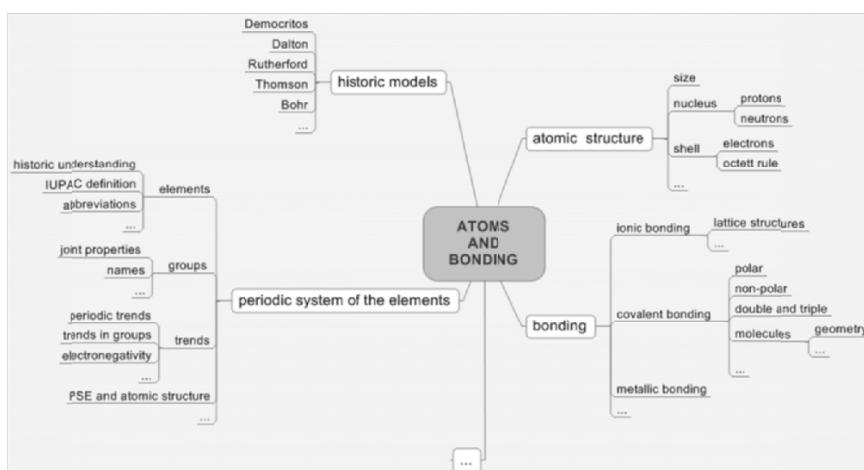 Democritos
Dalton
Rutherford
Thomson
Bohr
...
historic models
historic understanding
IUPAC definition
abbreviations
...
elements
joint properties
names
...
groups
periodic trends
trends in groups
electronegativity
...
trends
PSE and atomic structure
...
periodic system of the elements
ATOMS
AND
BONDING
atomic structure
size
nucleus
protons
neutrons
shell
electrons
octett rule
...
bonding
ionic bonding
lattice structures
...
covalent bonding
polar
non-polar
double and triple
molecules
geometry
...
...
metallic bonding
...
...